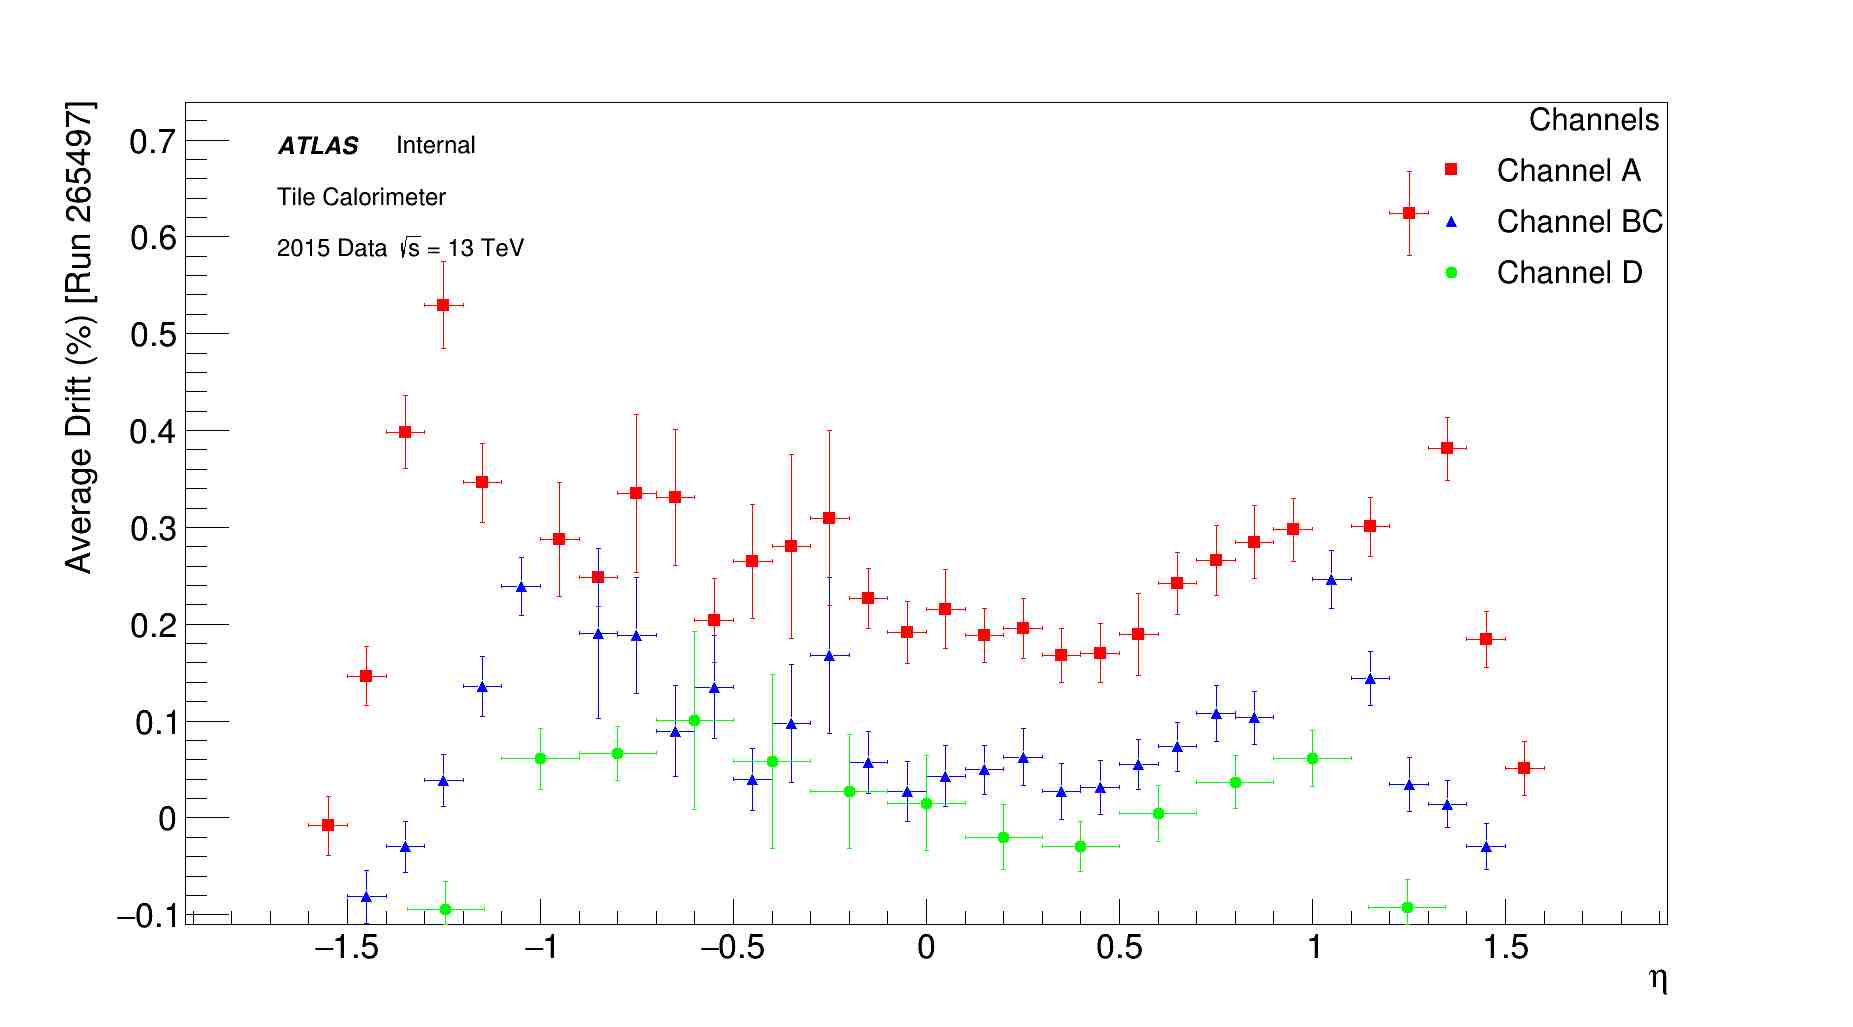 Channels
0.7
ATLAS Internal
Channel A
Tile Calorimeter
Channel BC
0.6
2015 Data √s = 13 TeV
Channel D
0.5
0.4
0.3
0.2
0.1
0
−0.1
Average Drift (%) [Run 265497]
−1.5 −1 −0.5 0 0.5 1 1.5
η